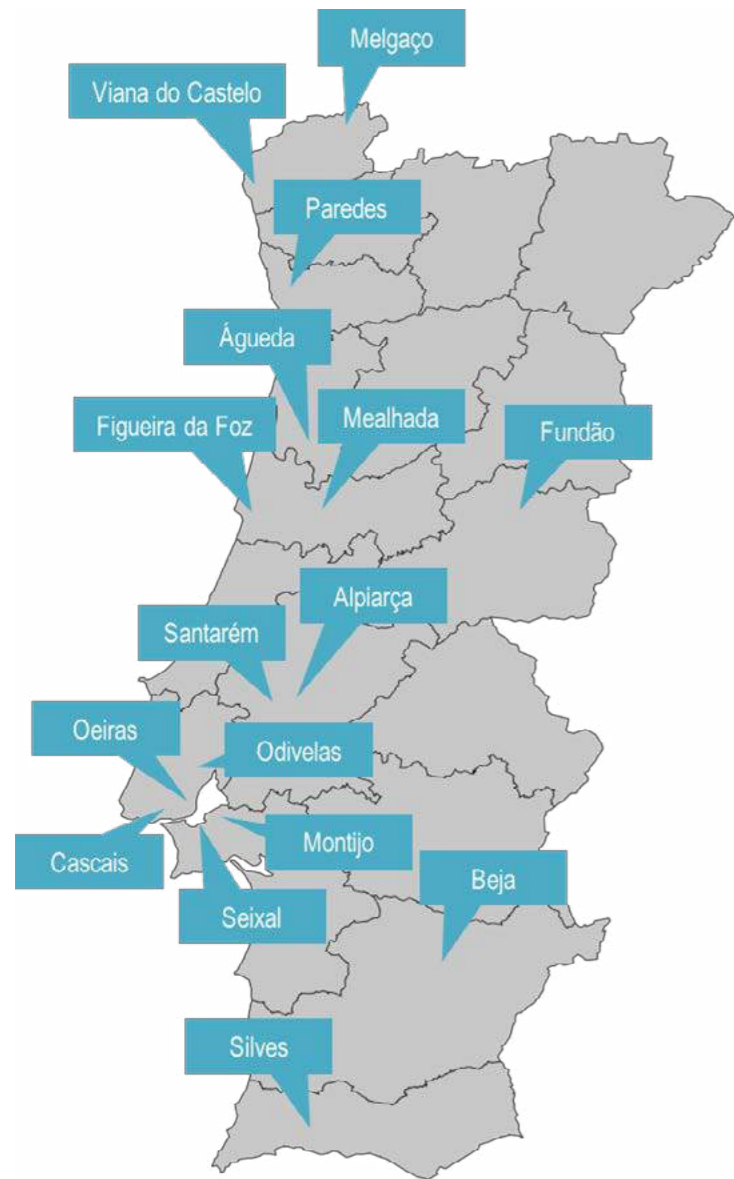 Melgaço
Viana do Castelo
Paredes
Águeda
Mealhada
Figueira da Foz
Fundão
Alpiarça
Santarém
Oeiras
Odivelas
Montijo
Cascais
Beja
Seixal
Silves